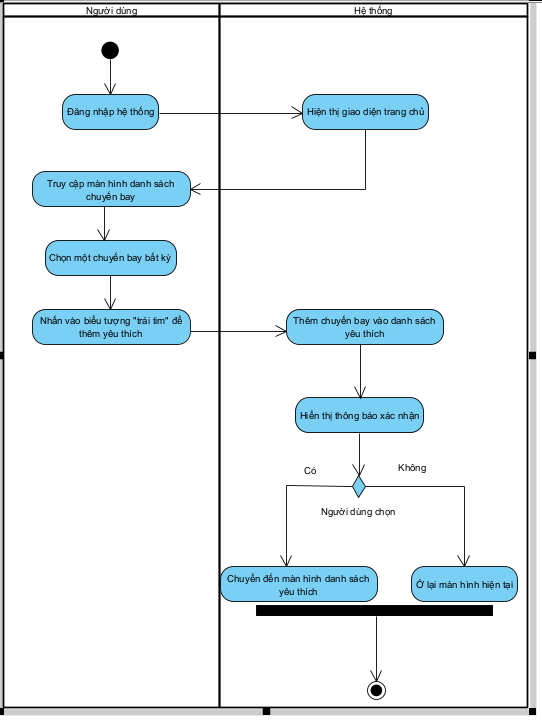 Người dùng
Hệ thống
Đăng nhập hệ thống
Hiện thị giao diện trang chủ
Truy cập màn hình danh sách
chuyến bay
Chọn một chuyến bay bất kỳ
Nhấn vào biểu tượng "trái tim" để
thêm yêu thích
Thêm chuyến bay vào danh sách
yêu thích
Hiển thị thông báo xác nhận
Có
Không
Người dùng chọn
Chuyển đến màn hình danh sách
yêu thích
Ở lại màn hình hiện tại